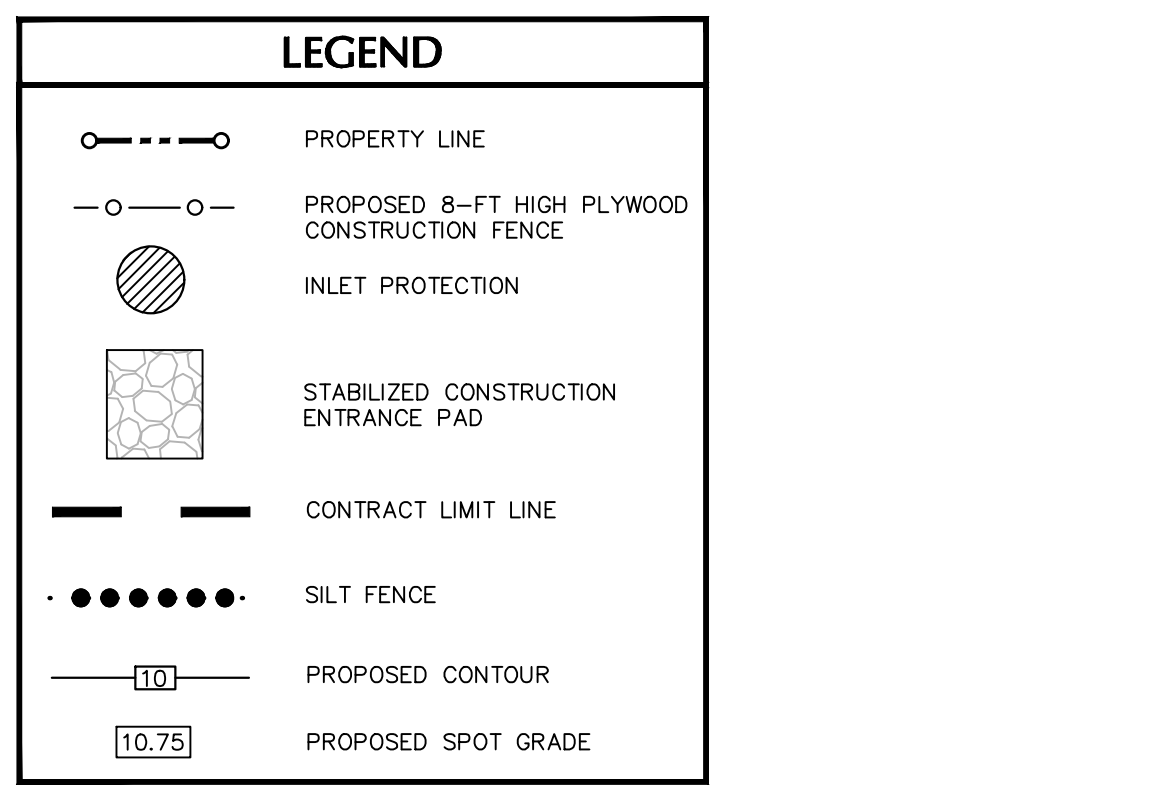 LEGEND
PROPERTY LINE
PROPOSED 8-FT HIGH PLYWOOD
CONSTRUCTION FENCE
INLET PROTECTION
STABILIZED CONSTRUCTION
ENTRANCE PAD
CONTRACT LIMIT LINE
SILT FENCE
10 PROPOSED CONTOUR
10.75 PROPOSED SPOT GRADE